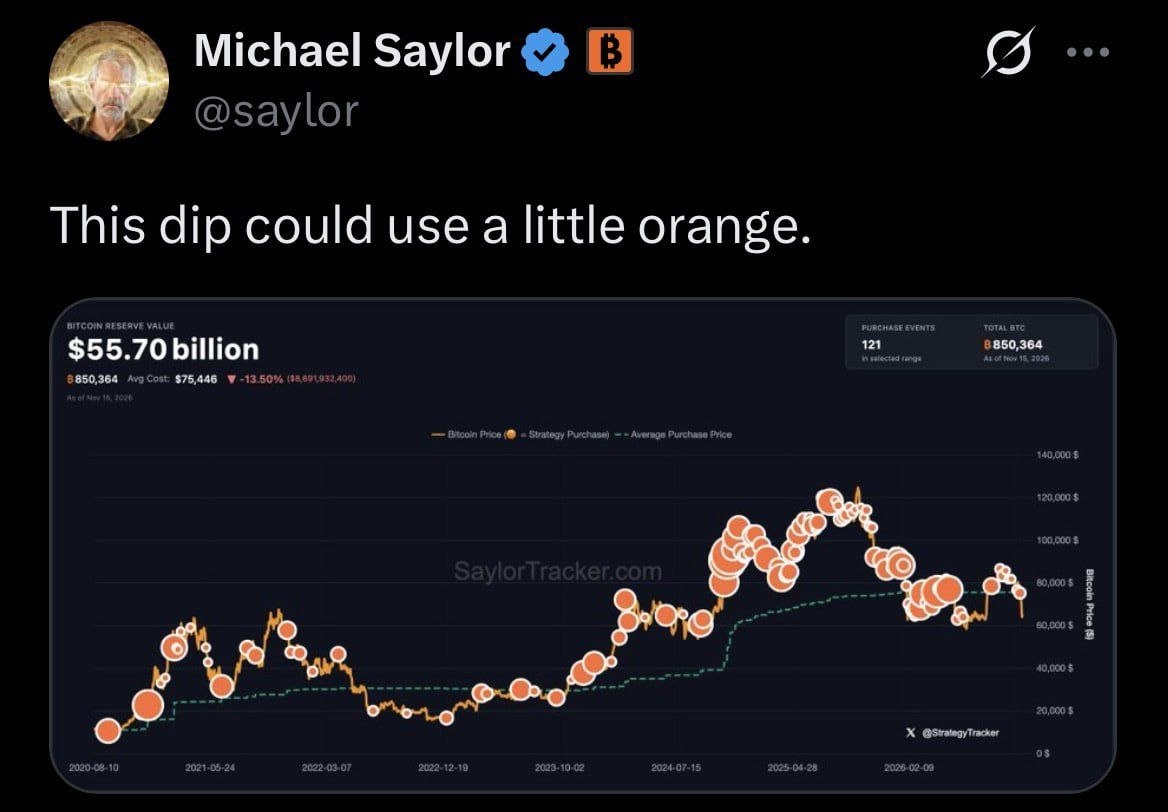 Michael Saylor
@saylor
This dip could use a little orange.
BITCOIN RESERVE VALUE
$55.70 billion
₿850,364 Avg Cost: $75,446 ▼ -13.50% ($8,691,932,400)
As of Nov 15, 2026
PURCHASE EVENTS
121
in selected range
TOTAL BTC
₿850,364
As of Nov 15, 2026
Bitcoin Price ( = Strategy Purchase) Average Purchase Price
140,000 $
120,000 $
100,000 $
80,000 $
60,000 $
40,000 $
20,000 $
0 $
Bitcoin Price ($)
SaylorTracker.com
X @StrategyTracker
2020-08-10 2021-05-24 2022-03-07 2022-12-19 2023-10-02 2024-07-15 2025-04-28 2026-02-09